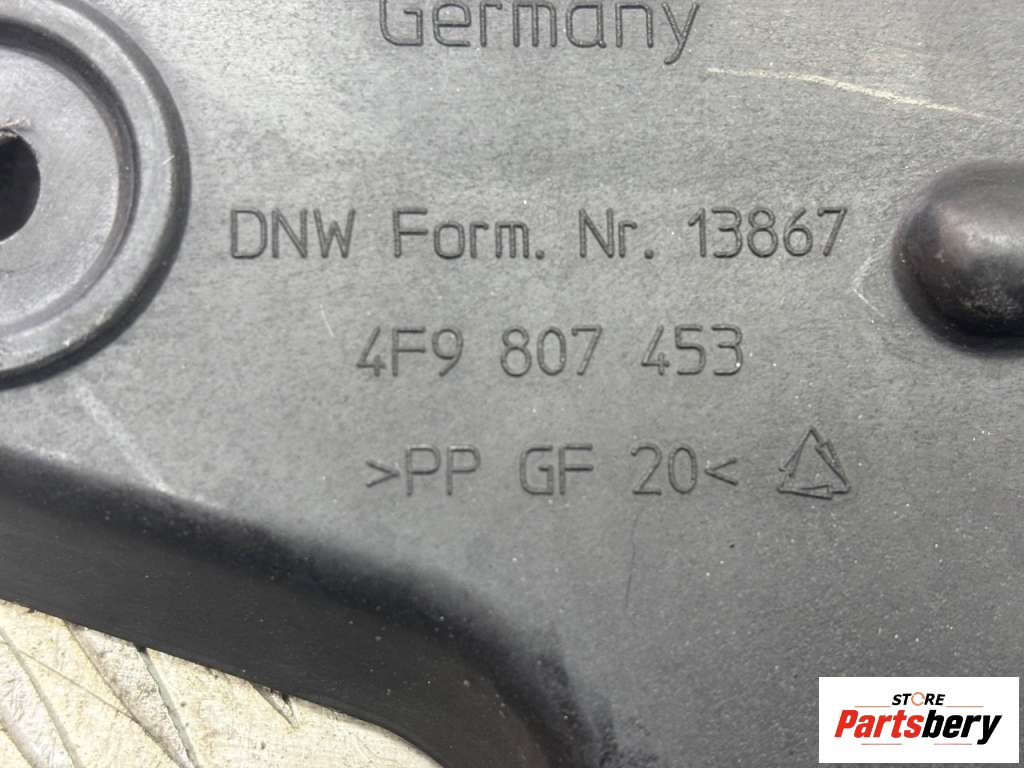 Germany
DNW Form. Nr. 13867
4F9 807 453
>PP GF 20<
STORE
Partsbery